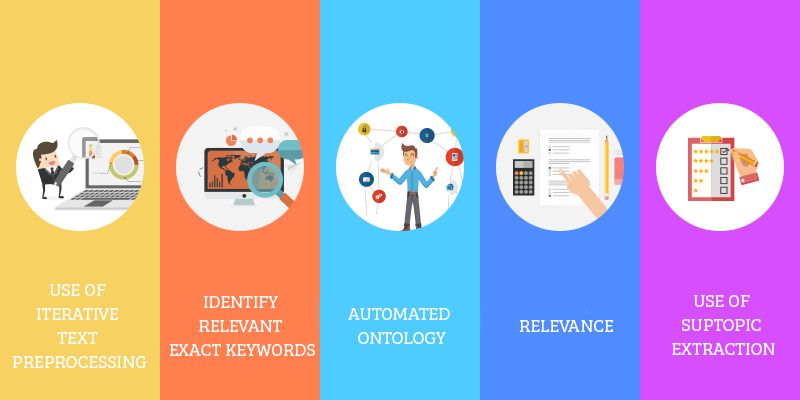 USE OF
ITERATIVE
TEXT
PREPROCESSING
IDENTIFY
RELEVANT
EXACT KEYWORDS
AUTOMATED
ONTOLOGY
RELEVANCE
USE OF
SUPTOPIC
EXTRACTION